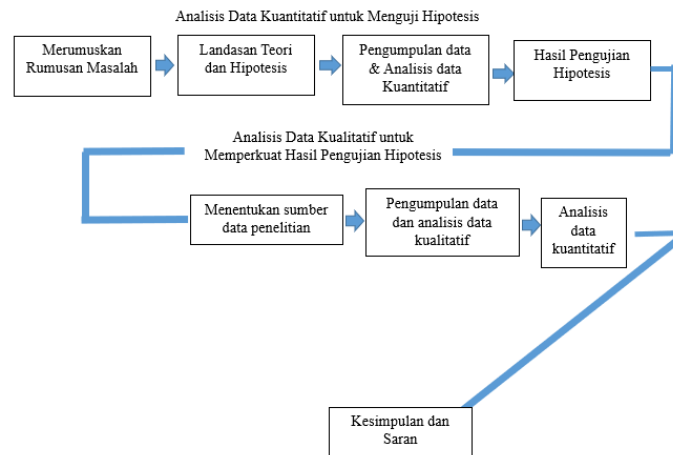 Analisis Data Kuantitatif untuk Menguji Hipotesis
Merumuskan
Rumusan Masalah
Landasan Teori
dan Hipotesis
Pengumpulan data
& Analisis data
Kuantitatif
Hasil Pengujian
Hipotesis
Analisis Data Kualitatif untuk
Memperkuat Hasil Pengujian Hipotesis
Menentukan sumber
data penelitian
Pengumpulan data
dan analisis data
kualitatif
Analisis
data
kuantitatif
Kesimpulan dan
Saran